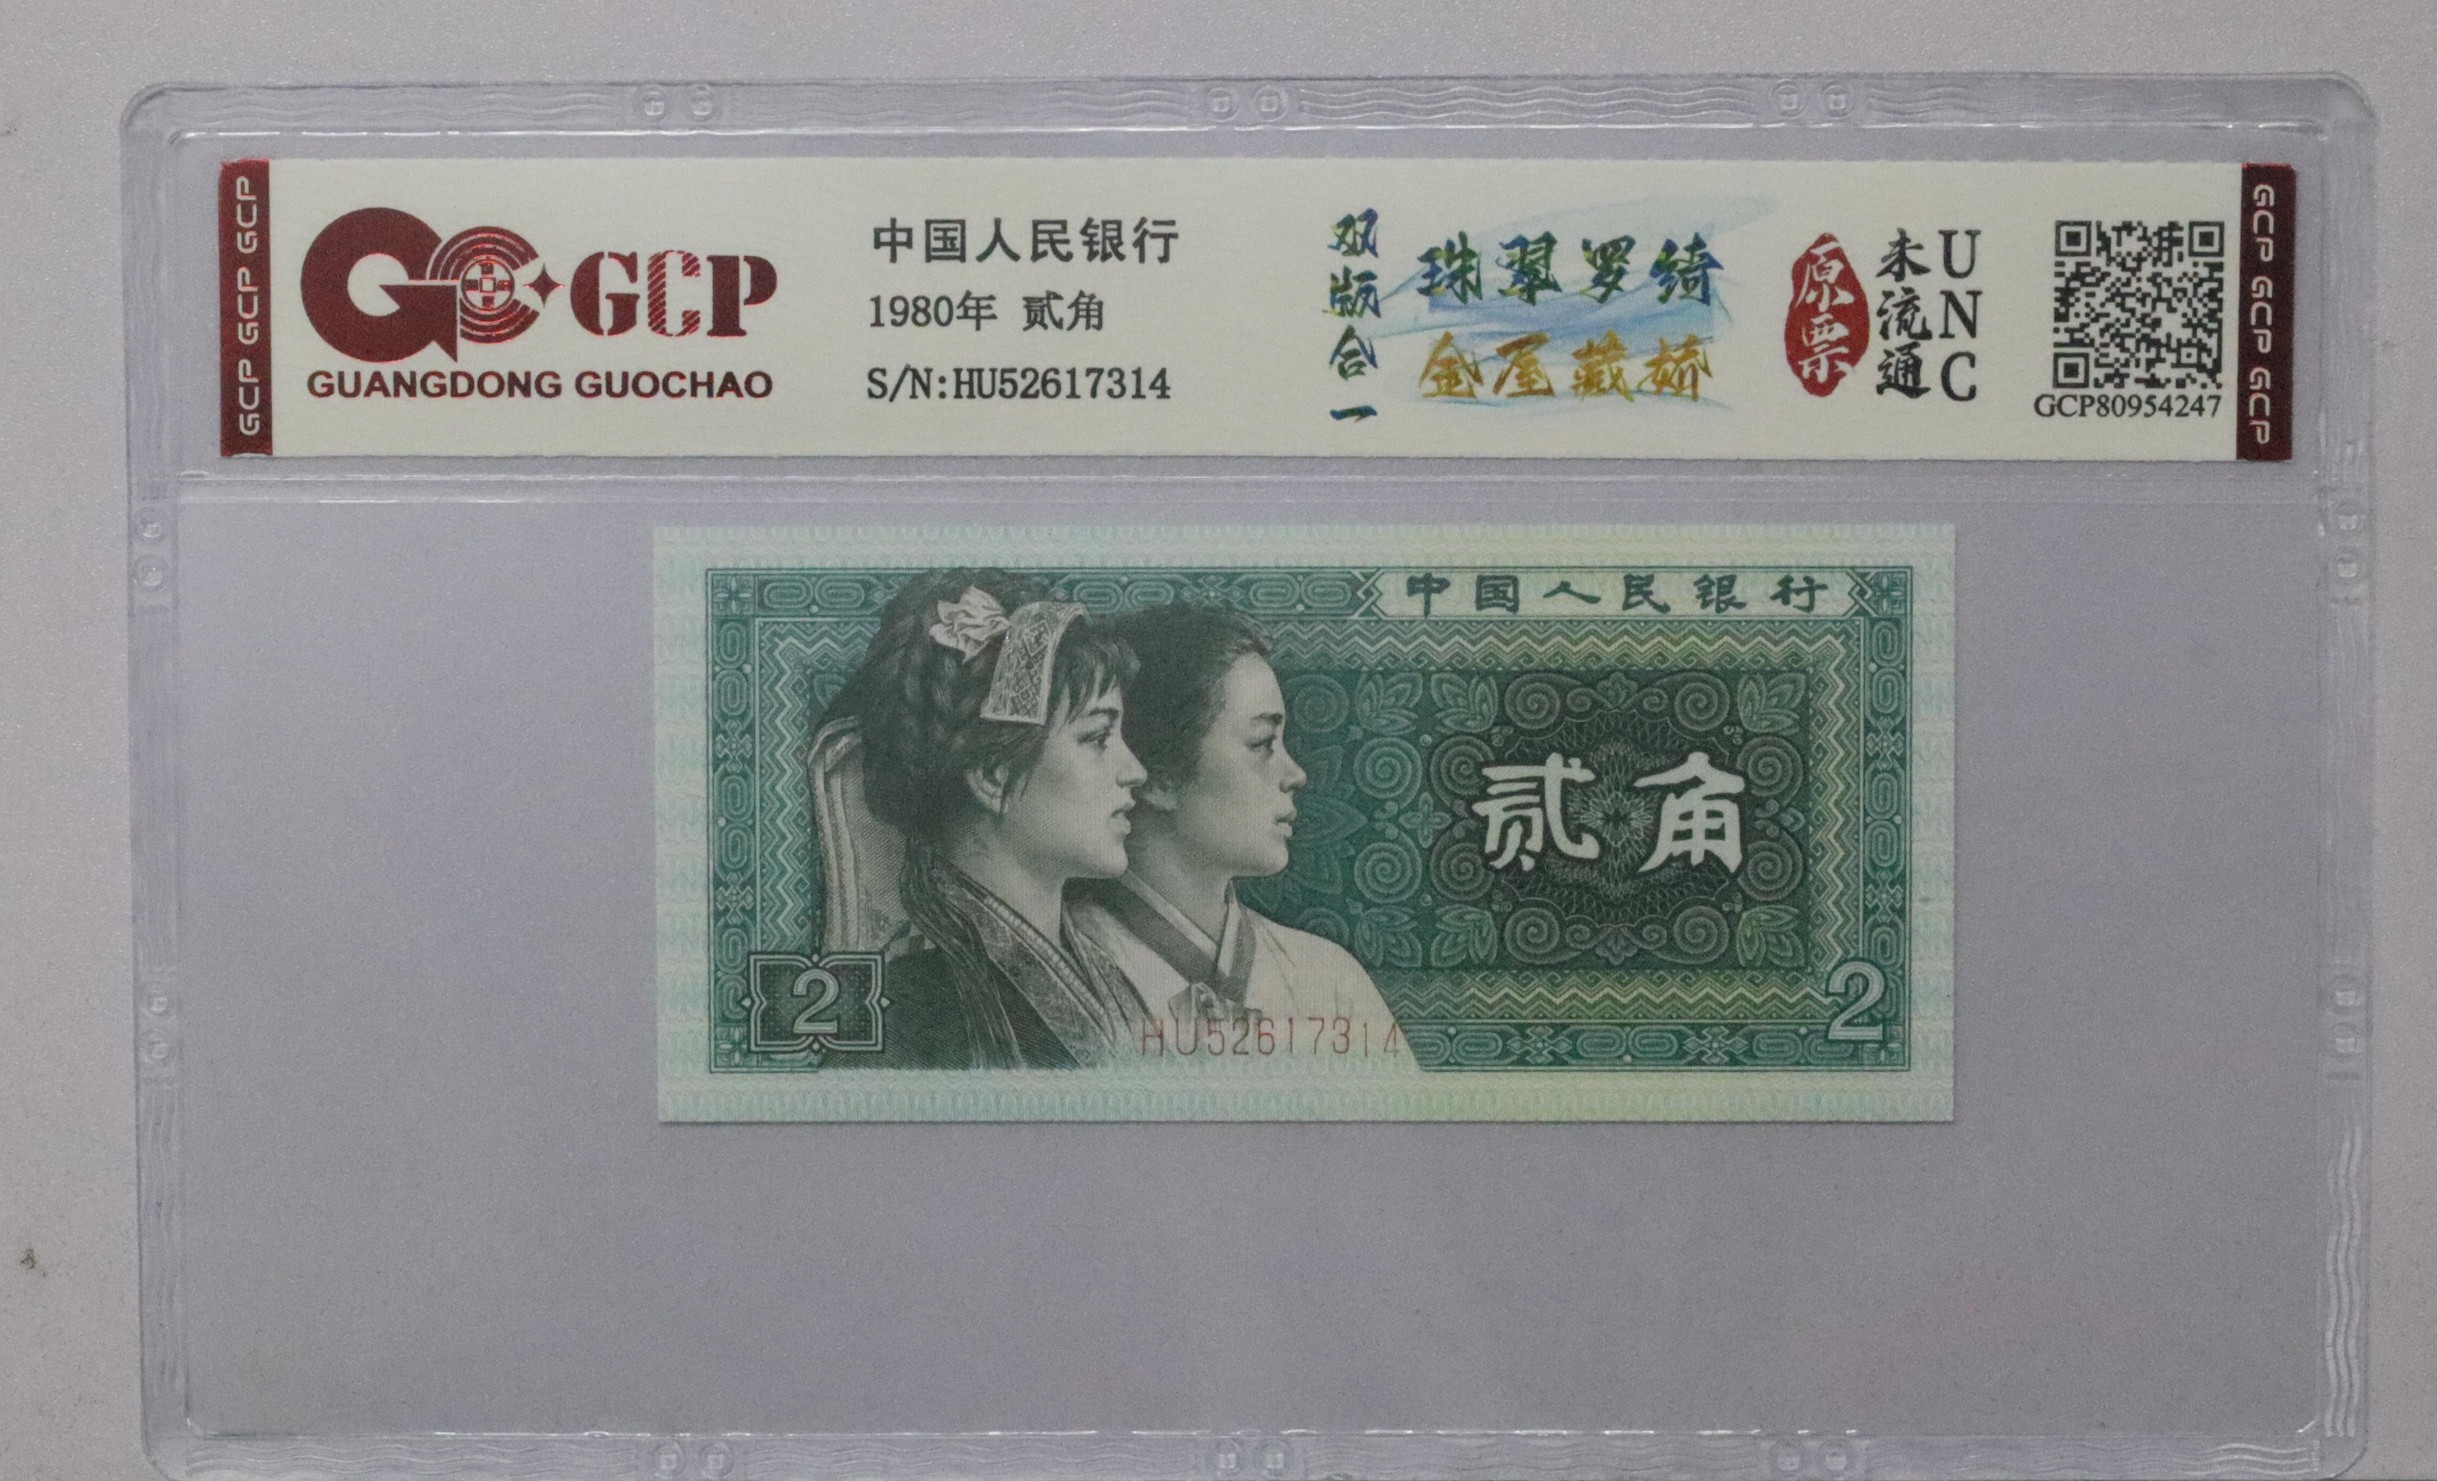 GCP GCP GCP
GCP
GUANGDONG GUOCHAO
中国人民银行
1980年 贰角
S/N:HU52617314
双版合一
珠翠罗绮
金屋藏娇
原票
未流通
UNC
GCP80954247
GCP GCP GCP
中国人民银行
贰角
2
2
HU52617314